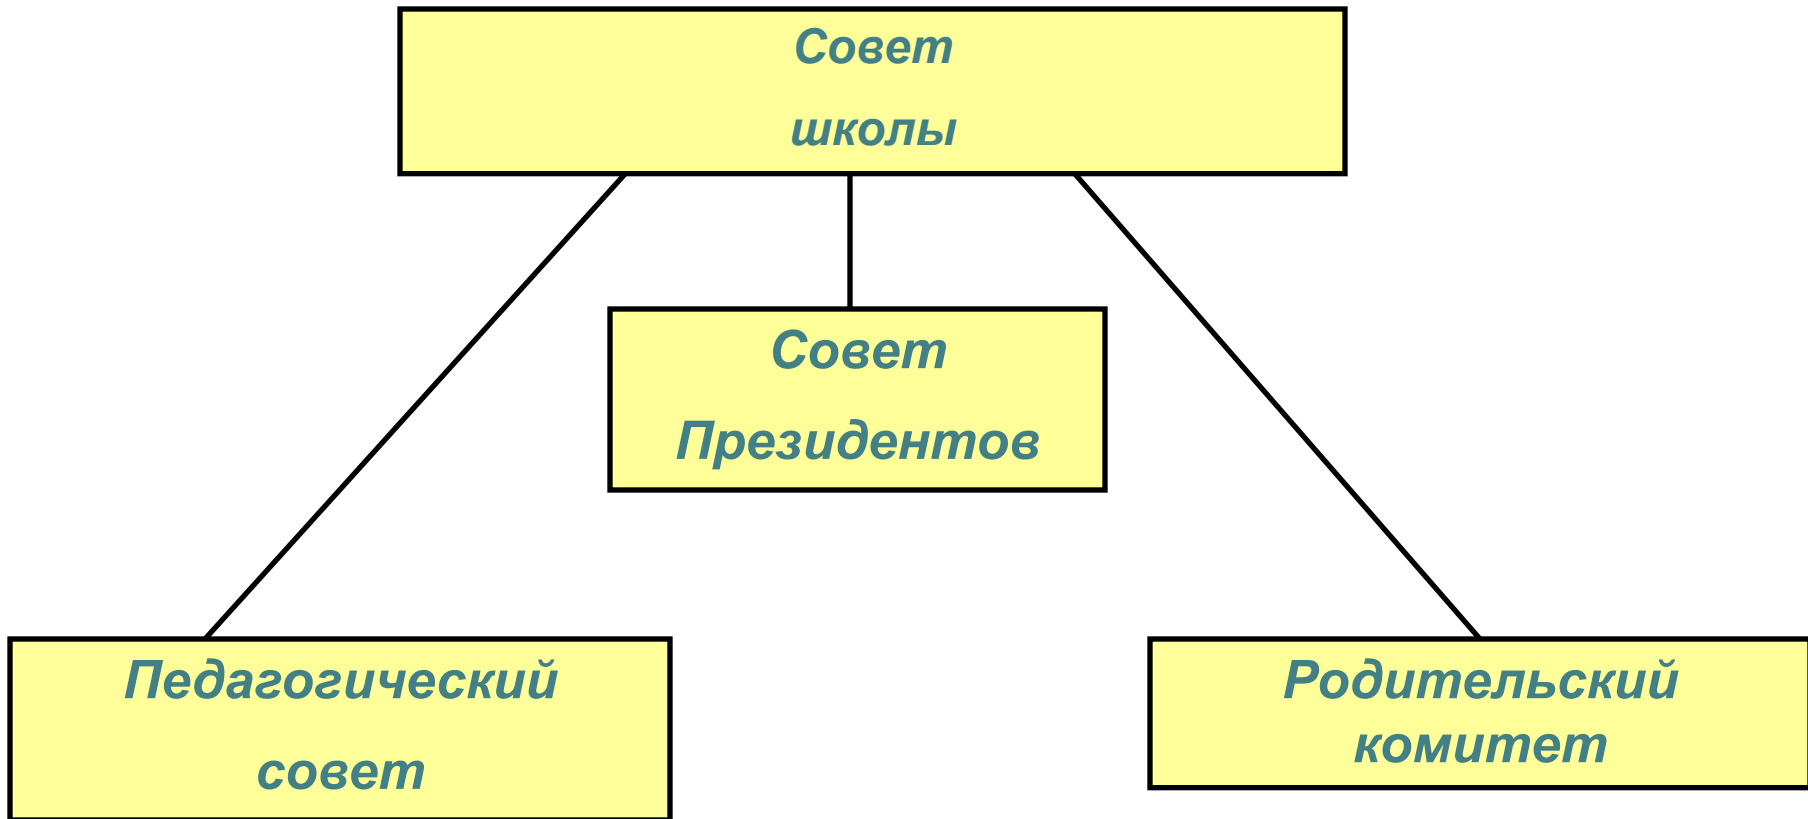 Совет
школы
Совет
Президентов
Педагогический
совет
Родительский
комитет